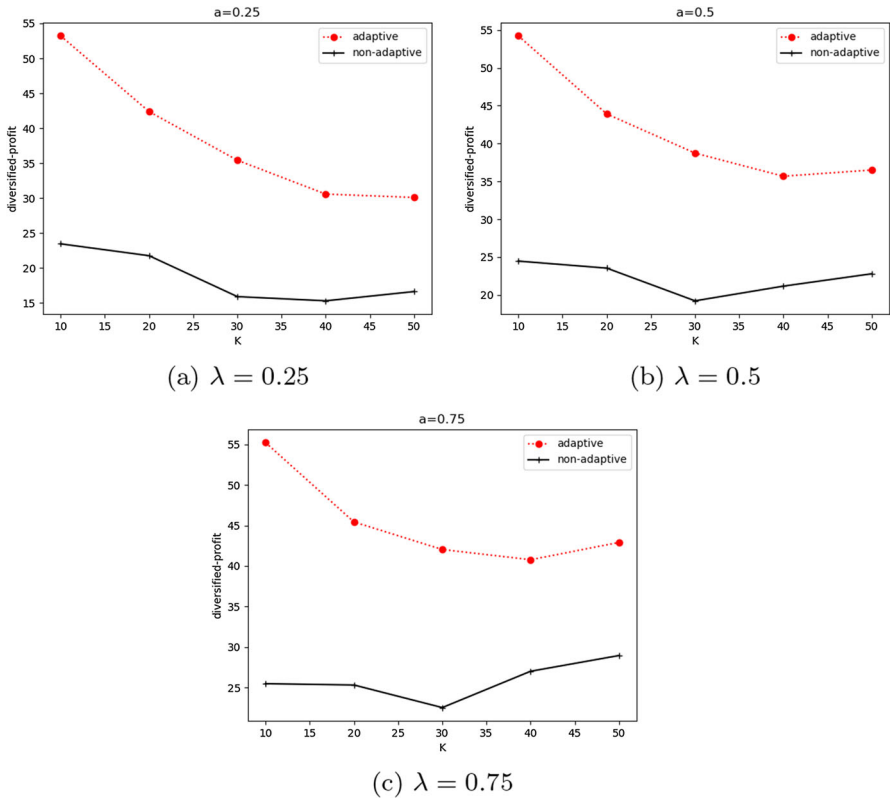 a=0.25
55
50
45
40
35
30
25
20
15
diversified-profit
adaptive
non-adaptive
10 15 20 25 30 35 40 45 50
K
(a) λ = 0.25
a=0.5
55
50
45
40
35
30
25
20
diversified-profit
adaptive
non-adaptive
10 15 20 25 30 35 40 45 50
K
(b) λ = 0.5
a=0.75
55
50
45
40
35
30
25
diversified-profit
adaptive
non-adaptive
10 15 20 25 30 35 40 45 50
K
(c) λ = 0.75